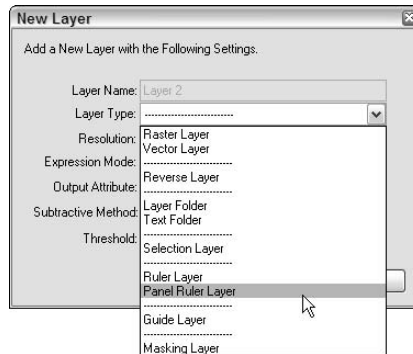 New Layer
Add a New Layer with the Following Settings.
Layer Name: Layer 2
Layer Type: --------------------------
Resolution:
Expression Mode:
Output Attribute:
Subtractive Method:
Threshold:
Raster Layer
Vector Layer
--------------------------
Reverse Layer
--------------------------
Layer Folder
Text Folder
--------------------------
Selection Layer
--------------------------
Ruler Layer
Panel Ruler Layer
--------------------------
Guide Layer
--------------------------
Masking Layer